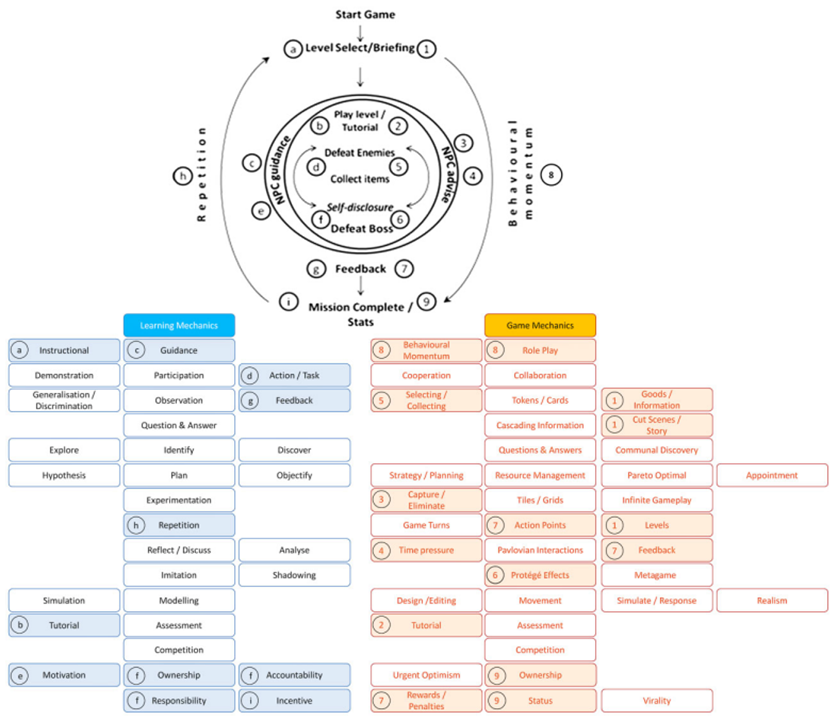 Start Game
a Level Select/Briefing 1
Play level /
b Tutorial 2
3
Defeat Enemies
c NPC guidance d 5 NPC advise 4
Collect items
h Repetition
Behavioural momentum 8
e Self-disclosure
f 6
Defeat Boss
g Feedback 7
i Mission Complete / 9
Stats
Learning Mechanics
a Instructional c Guidance
Demonstration Participation d Action / Task
Generalisation /
Discrimination Observation g Feedback
Question & Answer
Explore Identify Discover
Hypothesis Plan Objectify
Experimentation
h Repetition
Reflect / Discuss Analyse
Imitation Shadowing
Simulation Modelling
b Tutorial Assessment
Competition
e Motivation f Ownership f Accountability
f Responsibility i Incentive
Game Mechanics
8 Behavioural
Momentum 8 Role Play
Cooperation Collaboration
5 Selecting /
Collecting Tokens / Cards 1 Goods /
Information
Cascading Information 1 Cut Scenes /
Story
Questions & Answers Communal Discovery
Strategy / Planning Resource Management Pareto Optimal Appointment
3 Capture /
Eliminate Tiles / Grids Infinite Gameplay
Game Turns 7 Action Points 1 Levels
4 Time pressure Pavlovian Interactions 7 Feedback
6 Protégé Effects Metagame
Design /Editing Movement Simulate / Response Realism
2 Tutorial Assessment
Competition
Urgent Optimism 9 Ownership
7 Rewards /
Penalties 9 Status Virality